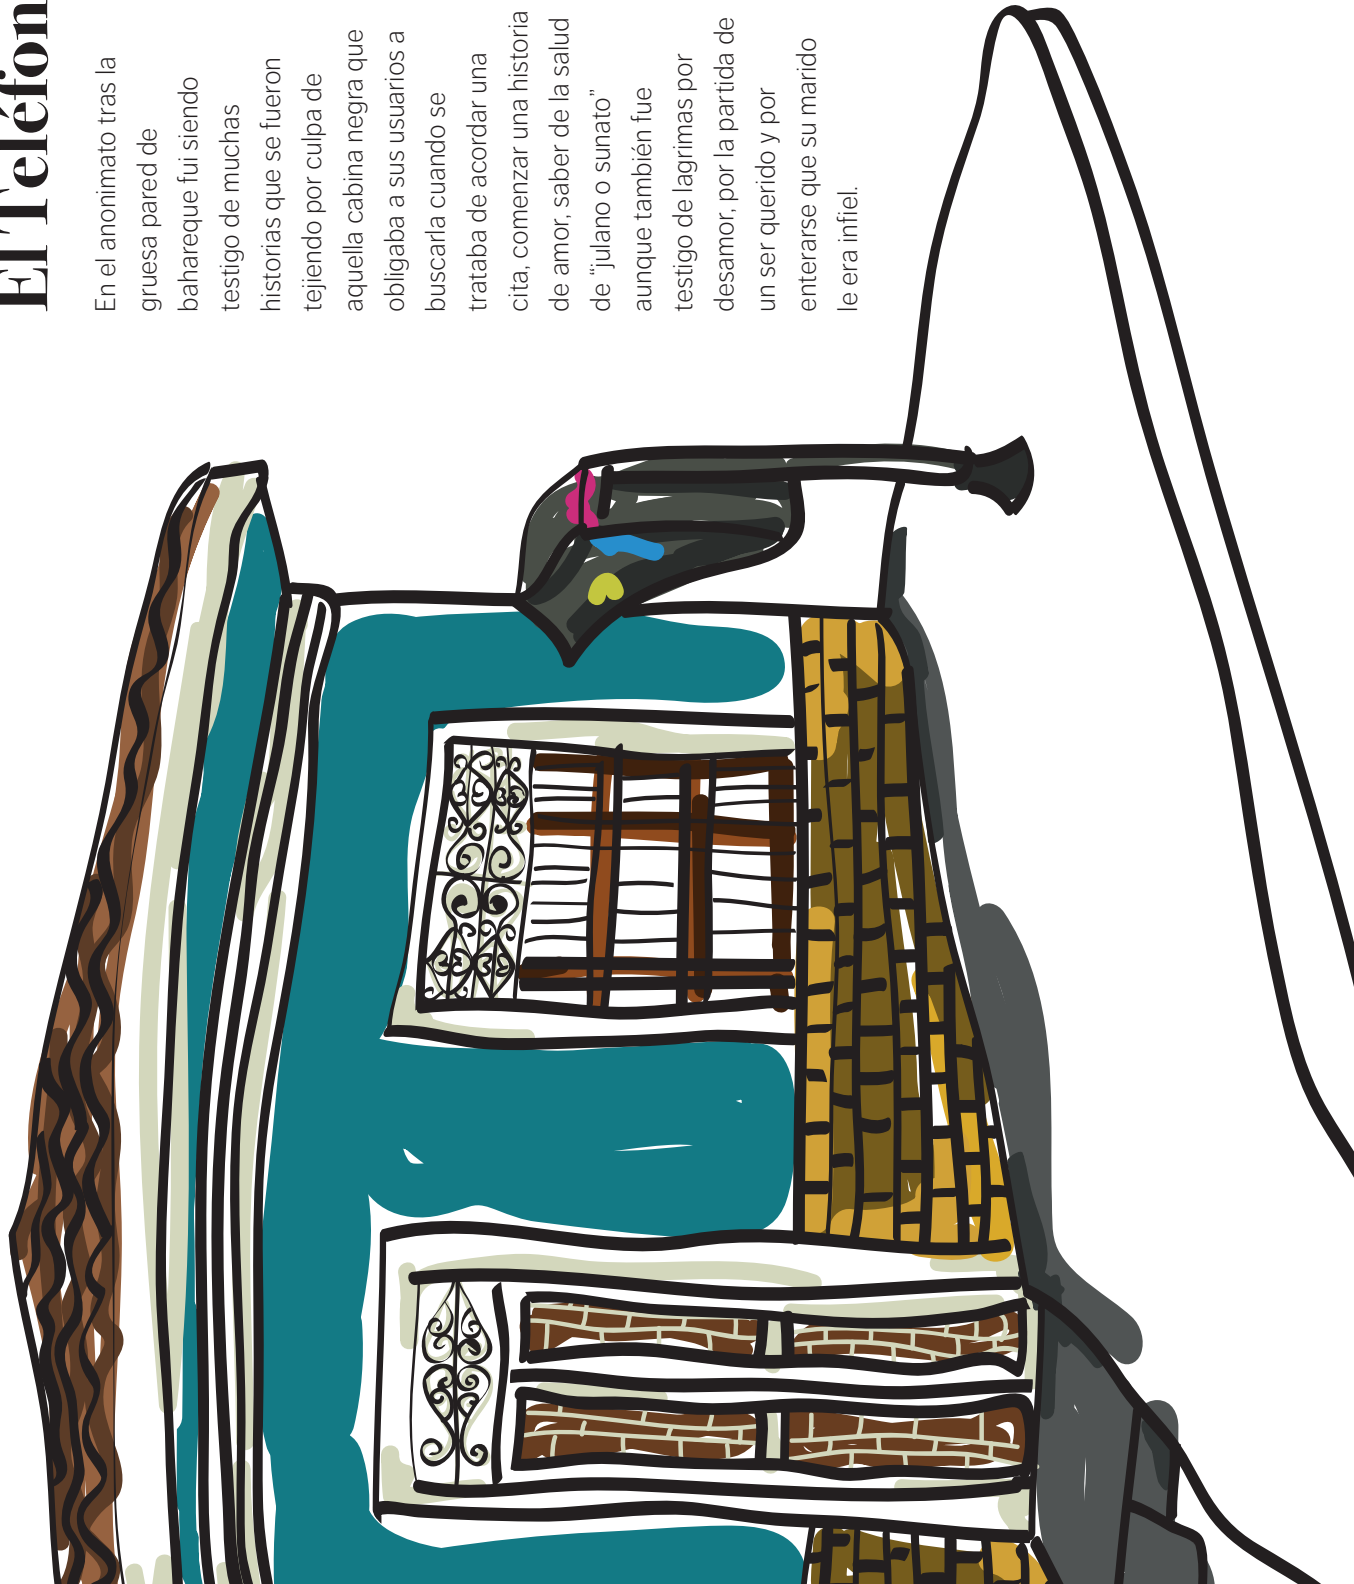 El Teléfon
En el anonimato tras la
gruesa pared de
bahareque fui siendo
testigo de muchas
historias que se fueron
tejiendo por culpa de
aquella cabina negra que
obligaba a sus usuarios a
buscarla cuando se
trataba de acordar una
cita, comenzar una historia
de amor, saber de la salud
de “julano o sunato”
aunque también fue
testigo de lagrimas por
desamor, por la partida de
un ser querido y por
enterarse que su marido
le era infiel.